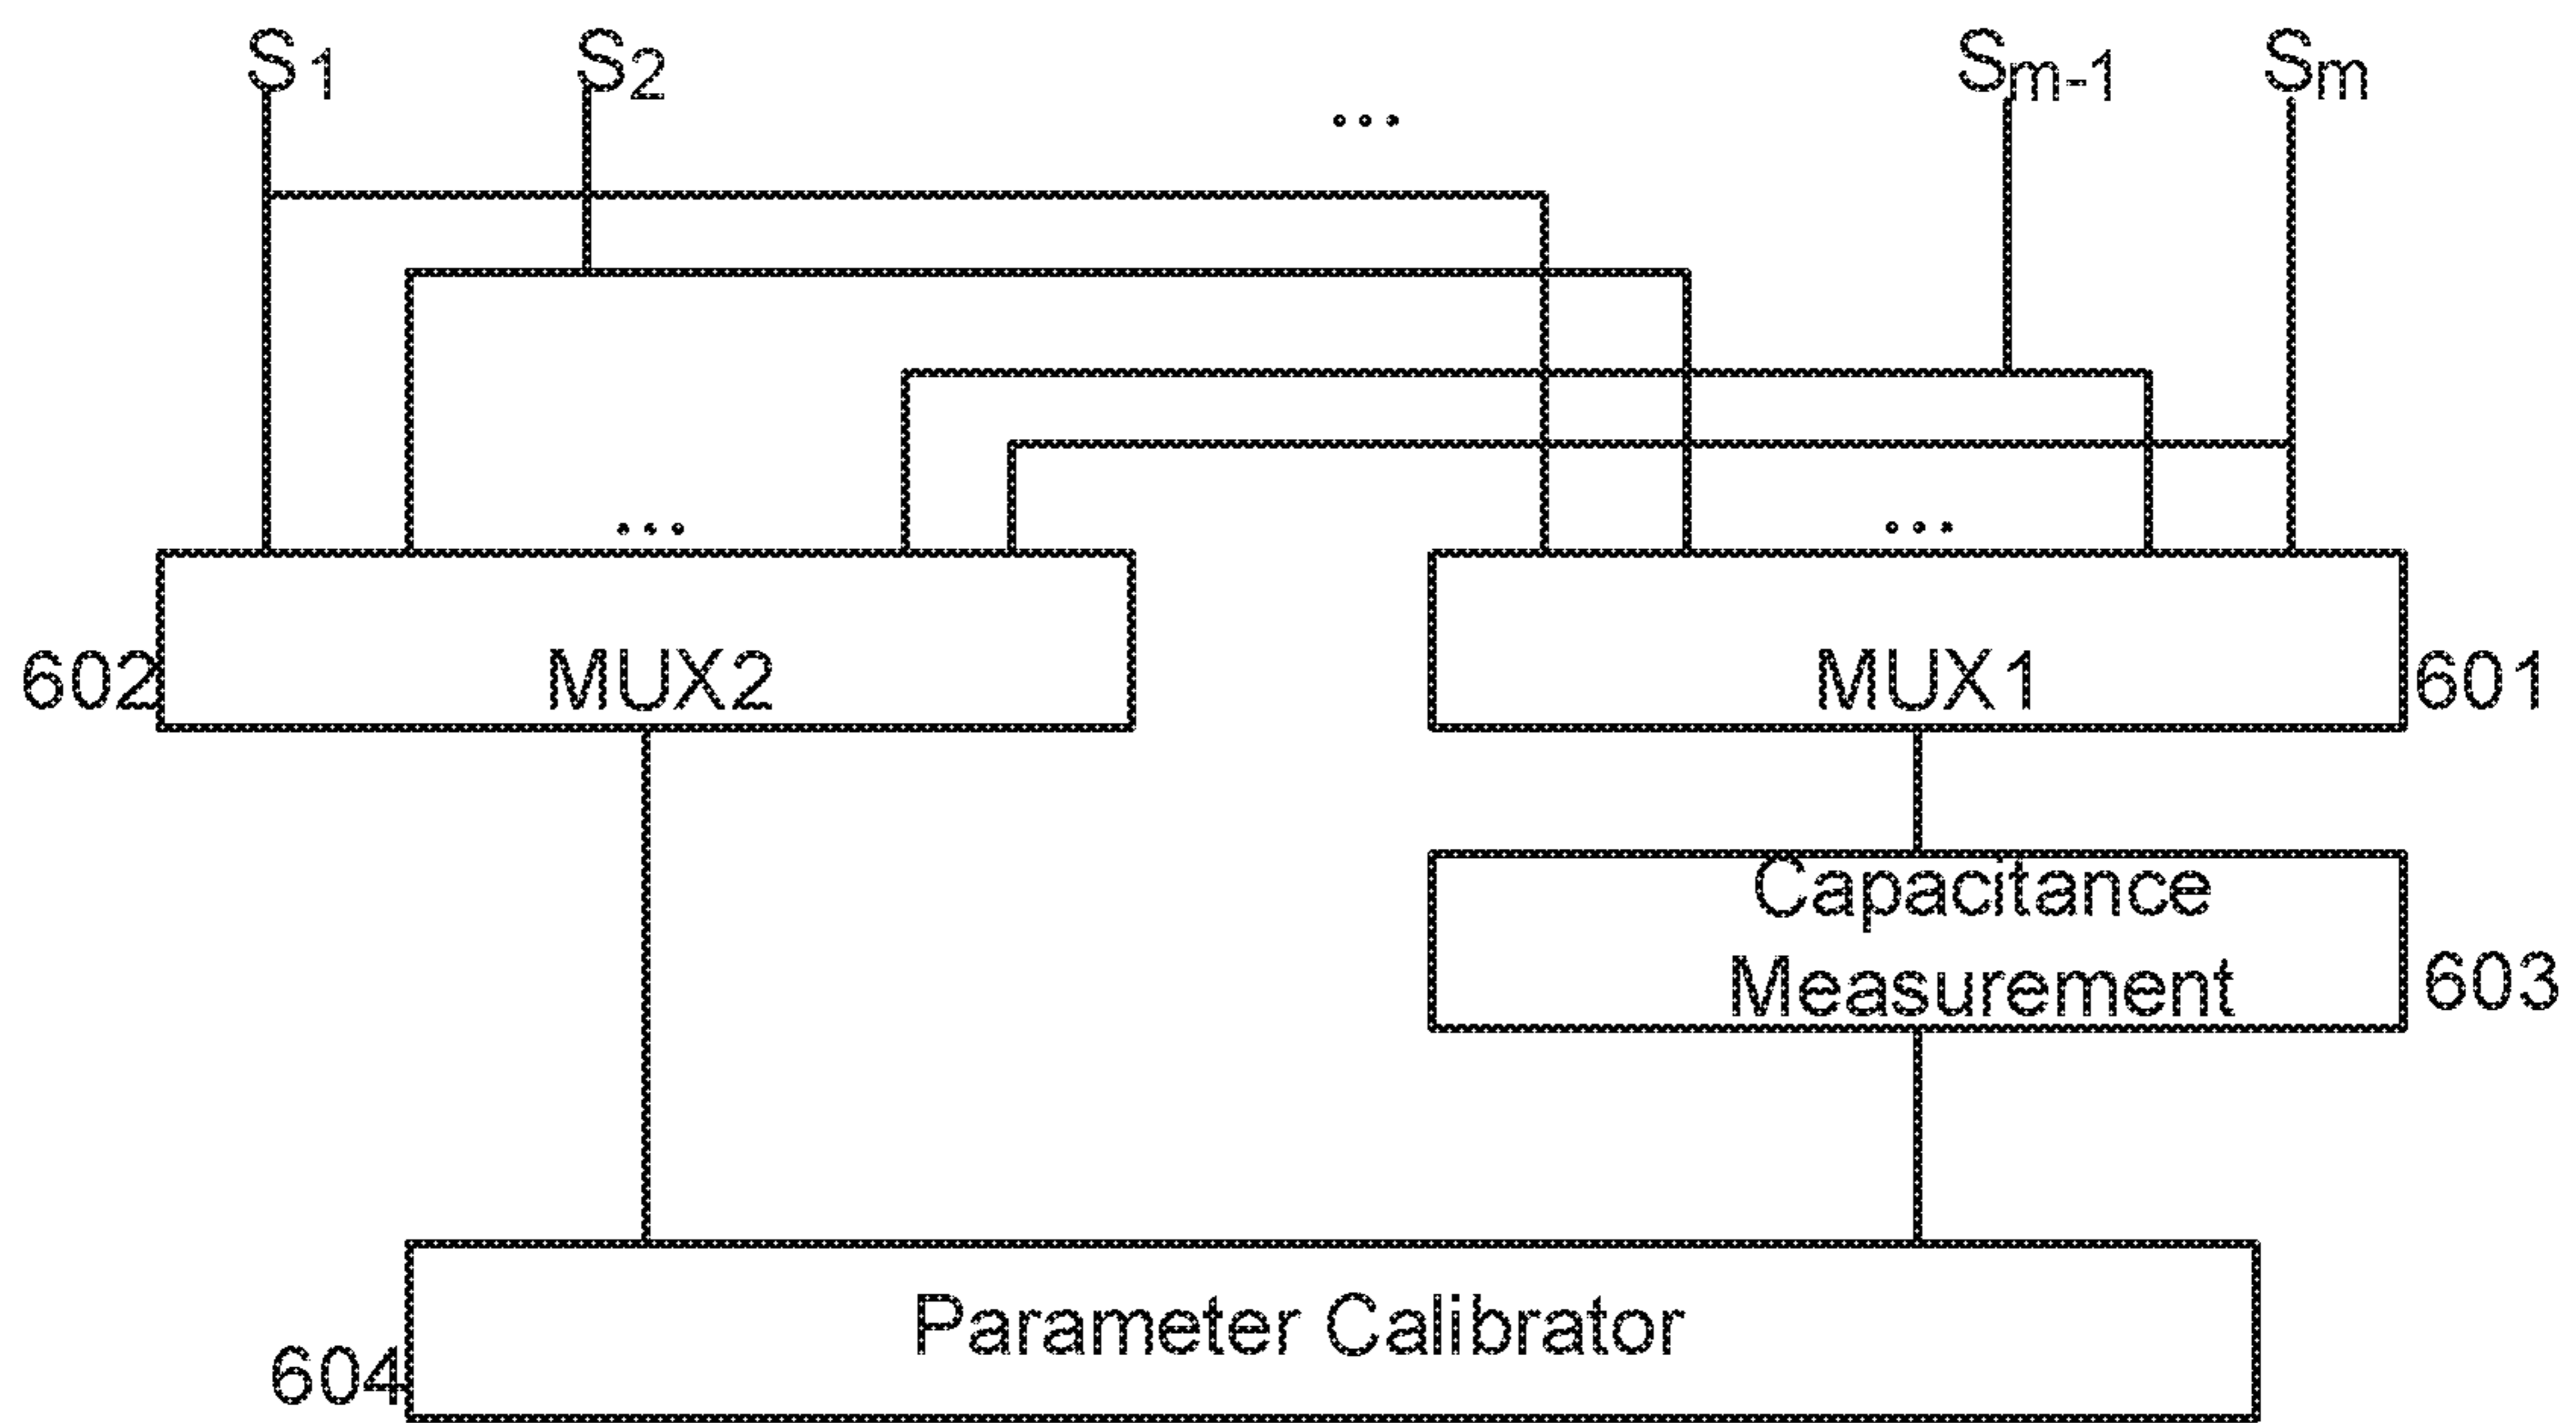 S1 S2 ... Sm-1 Sm
... ...
602 MUX2 MUX1 601
Capacitance
Measurement 603
Parameter Calibrator
604